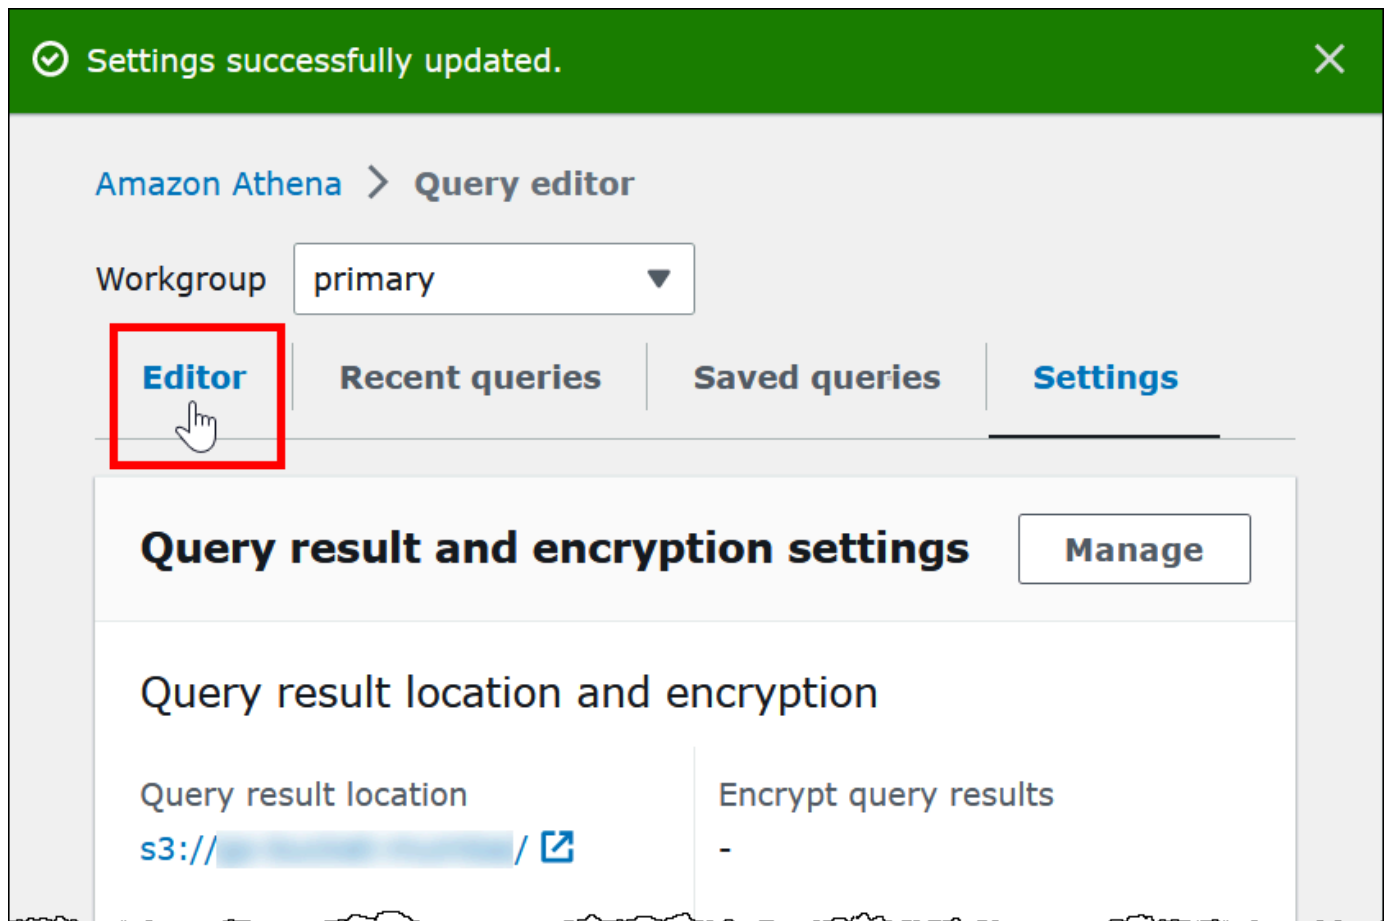 Settings successfully updated.
Amazon Athena > Query editor
Workgroup primary
Editor Recent queries Saved queries Settings
Query result and encryption settings Manage
Query result location and encryption
Query result location Encrypt query results
s3:// / -